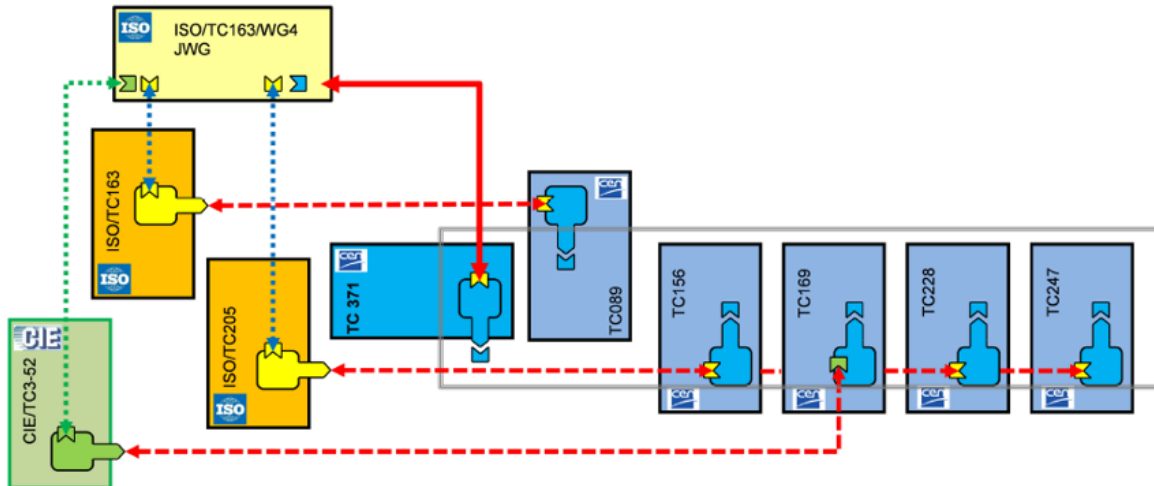 ISO
ISO/TC163/WG4
JWG
ISO/TC163
ISO
cen
TC089
ISO/TC205
ISO
cen
TC 371
TC156
cen
TC169
cen
TC228
cen
TC247
cen
CIE
CIE/TC3-52